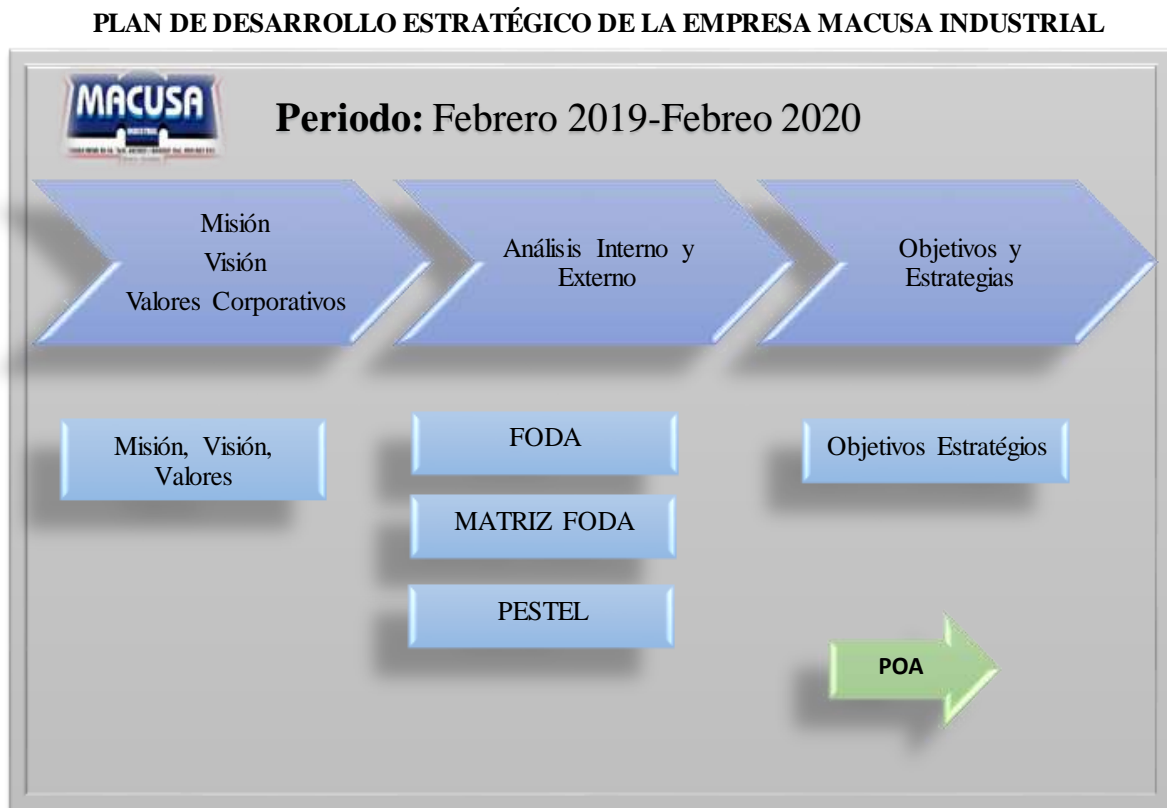 PLAN DE DESARROLLO ESTRATÉGICO DE LA EMPRESA MACUSA INDUSTRIAL
MACUSA
INDUSTRIAL
Periodo: Febrero 2019-Febreo 2020
Misión
Visión
Valores Corporativos
Análisis Interno y
Externo
Objetivos y
Estrategias
Misión, Visión,
Valores
FODA
MATRIZ FODA
PESTEL
Objetivos Estratégios
POA